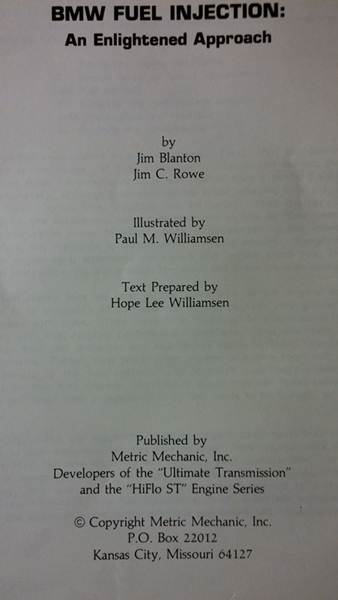 BMW FUEL INJECTION:
An Enlightened Approach
by
Jim Blanton
Jim C. Rowe
Illustrated by
Paul M. Williamsen
Text Prepared by
Hope Lee Williamsen
Published by
Metric Mechanic, Inc.
Developers of the "Ultimate Transmission"
and the "HiFlo ST" Engine Series
© Copyright Metric Mechanic, Inc.
P.O. Box 22012
Kansas City, Missouri 64127